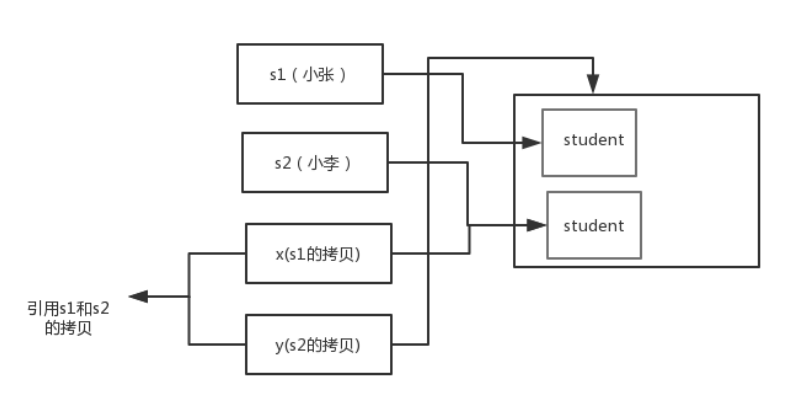 s1（小张）
student
s2（小李）
student
x(s1的拷贝)
引用s1和s2
的拷贝
y(s2的拷贝)